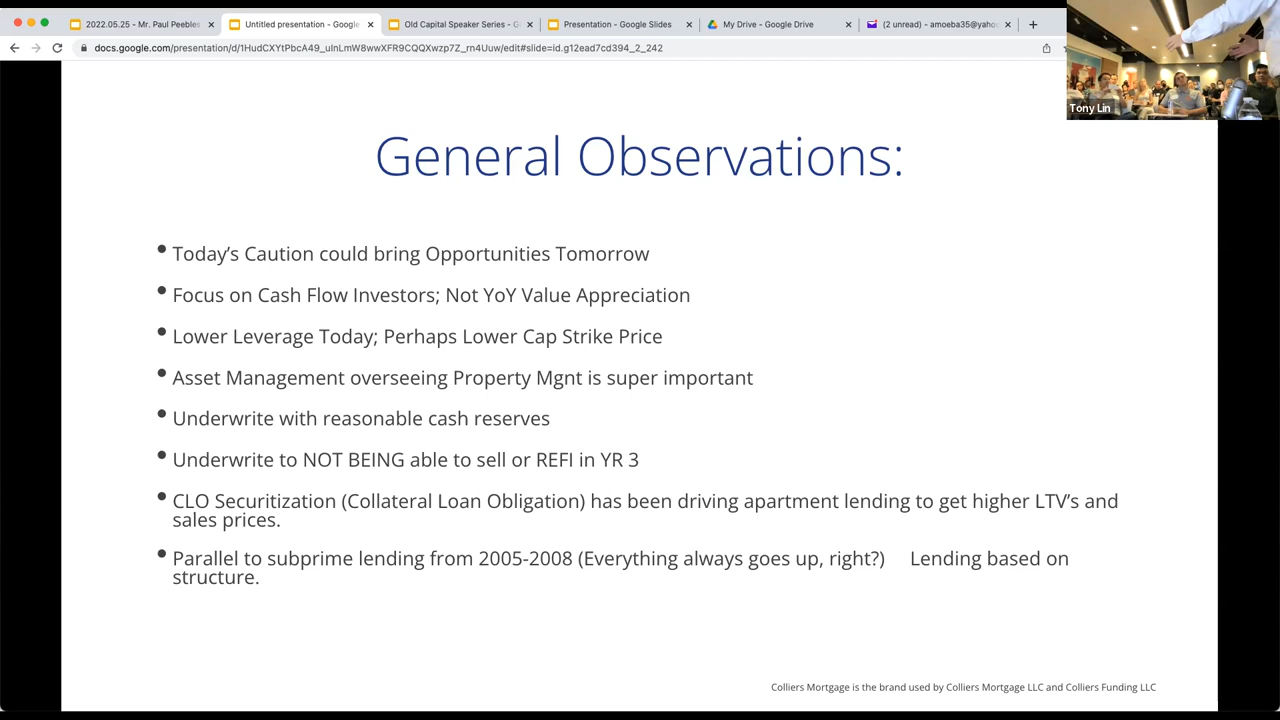 2022.05.25 - Mr. Paul Peebles
Untitled presentation - Google
Old Capital Speaker Series - G
Presentation - Google Slides
My Drive - Google Drive
(2 unread) - amoeba35@yaho
docs.google.com/presentation/d/1HudCXYtPbcA49_uInLmW8wwXFR9CQQXwzp7Z_rn4Uuw/edit#slide=id.g12ead7cd394_2_242
Tony Lin
General Observations:
• Today's Caution could bring Opportunities Tomorrow
• Focus on Cash Flow Investors; Not YoY Value Appreciation
• Lower Leverage Today; Perhaps Lower Cap Strike Price
• Asset Management overseeing Property Mgnt is super important
• Underwrite with reasonable cash reserves
• Underwrite to NOT BEING able to sell or REFI in YR 3
• CLO Securitization (Collateral Loan Obligation) has been driving apartment lending to get higher LTV's and
sales prices.
• Parallel to subprime lending from 2005-2008 (Everything always goes up, right?) Lending based on
structure.
Colliers Mortgage is the brand used by Colliers Mortgage LLC and Colliers Funding LLC